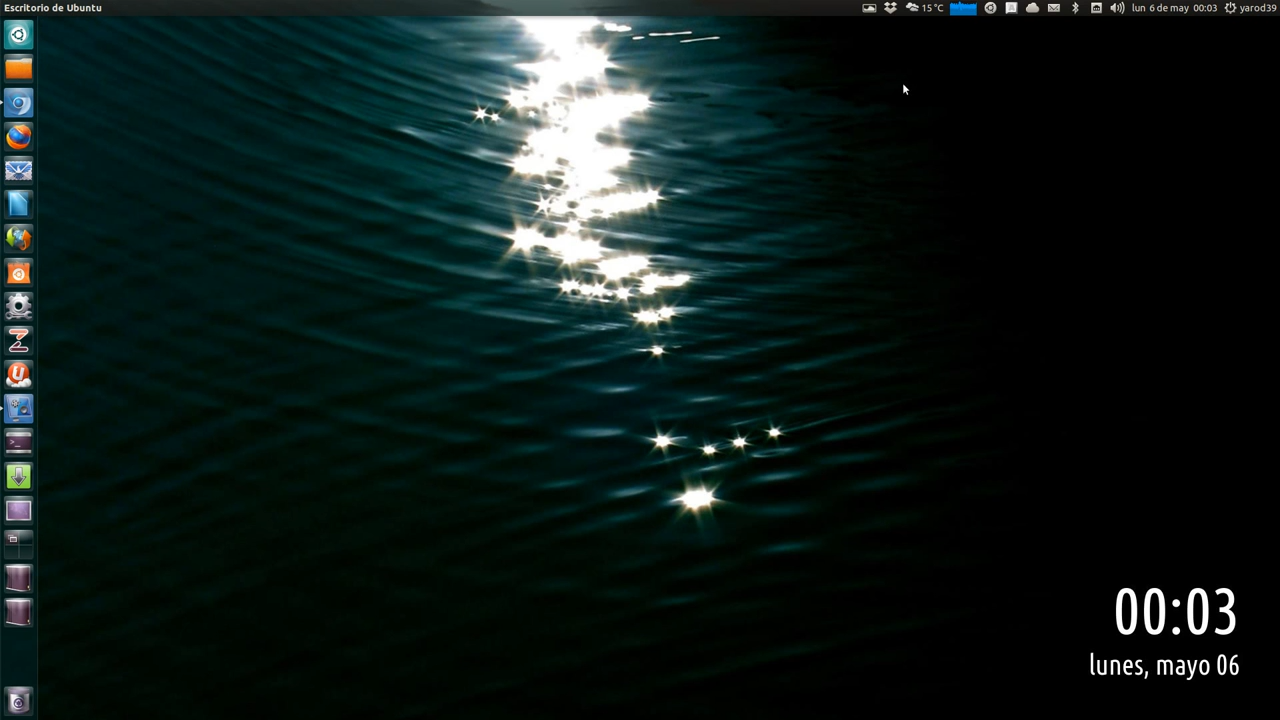 Escritorio de Ubuntu
15 °C
lun 6 de may 00:03
yarod39
00:03
lunes, mayo 06